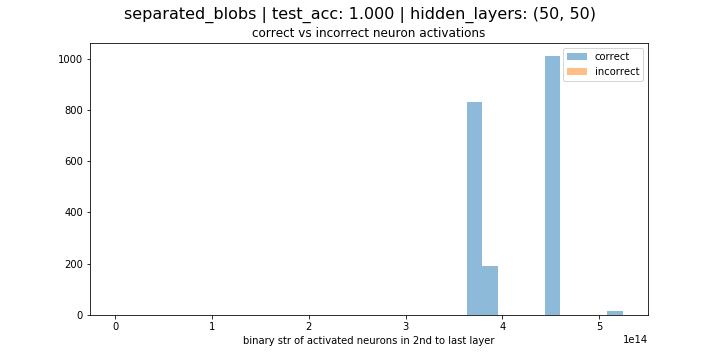 separated_blobs | test_acc: 1.000 | hidden_layers: (50, 50)
correct vs incorrect neuron activations
correct
incorrect
1000
800
600
400
200
0
0 1 2 3 4 5
1e14
binary str of activated neurons in 2nd to last layer